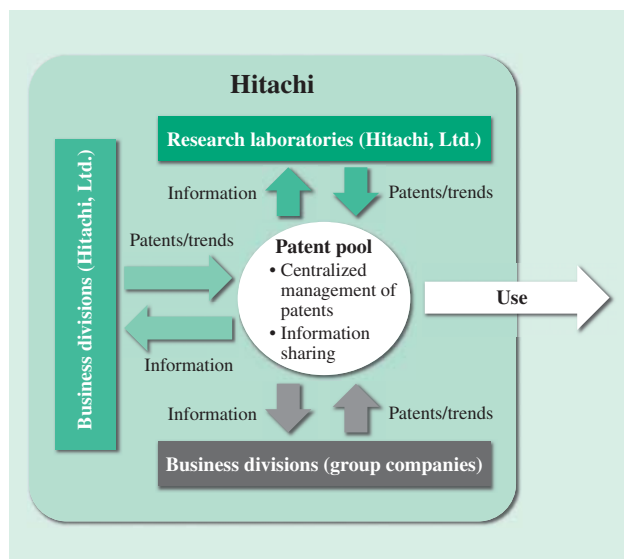 Hitachi
Research laboratories (Hitachi, Ltd.)
Business divisions (Hitachi, Ltd.)
Information
Patents/trends
Patents/trends
Patent pool
• Centralized
management of
patents
• Information
sharing
Use
Information
Information
Patents/trends
Business divisions (group companies)